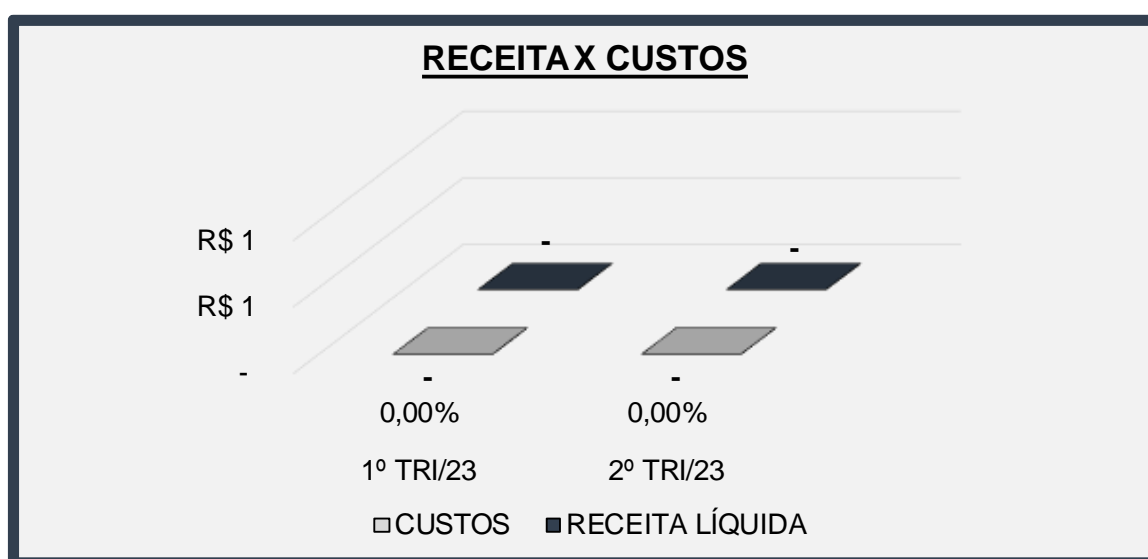 RECEITA X CUSTOS
R$ 1
R$ 1
-
- -
- -
0,00% 0,00%
1º TRI/23 2º TRI/23
CUSTOS RECEITA LÍQUIDA